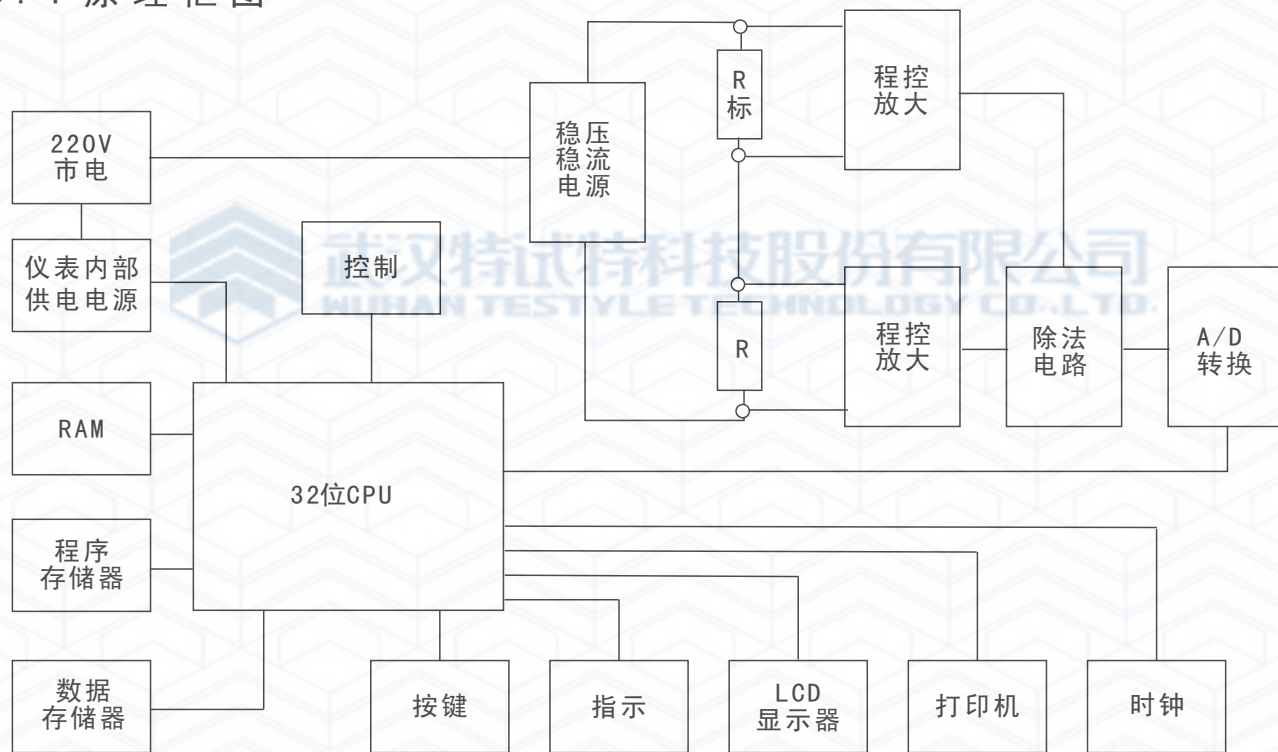 原理框图
R
标
程控
放大
220V
市电
稳压
稳流
电源
武汉特试特科技股份有限公司
WUHAN TESTYLE TECHNOLOGY CO.,LTD.
仪表内部
供电电源
控制
R
程控
放大
除法
电路
A/D
转换
RAM
32位CPU
程序
存储器
数据
存储器
按键
指示
LCD
显示器
打印机
时钟